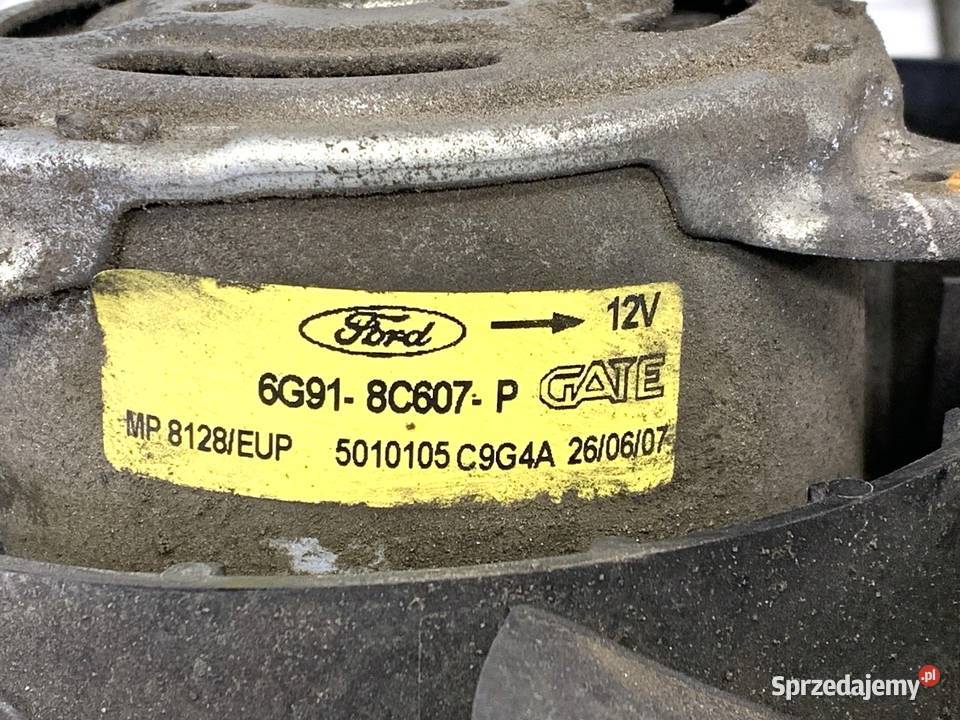 Ford 12V
6G91- 8C607- P GATE
MP 8128/EUP 5010105 C9G4A 26/06/07
Sprzedajemy.pl